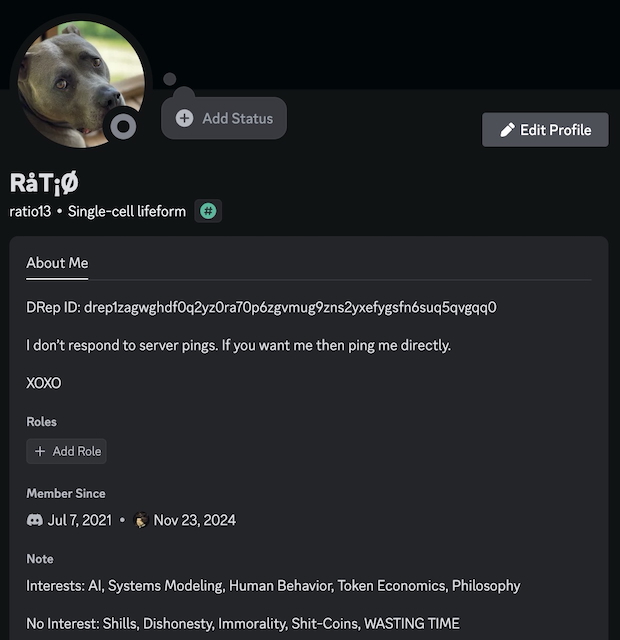 Add Status
Edit Profile
RåT¡Ø
ratio13 • Single-cell lifeform #
About Me
DRep ID: drep1zagwghdf0q2yz0ra70p6zgvmug9zns2yxefygsfn6suq5qvgqq0
I don't respond to server pings. If you want me then ping me directly.
XOXO
Roles
+ Add Role
Member Since
Jul 7, 2021 • Nov 23, 2024
Note
Interests: AI, Systems Modeling, Human Behavior, Token Economics, Philosophy
No Interest: Shills, Dishonesty, Immorality, Shit-Coins, WASTING TIME